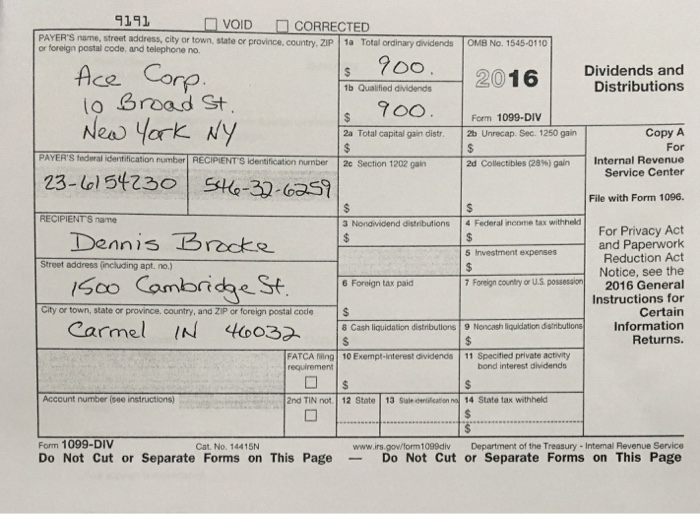 9191 VOID CORRECTED
PAYER'S name, street address, city or town, state or province, country, ZIP
or foreign postal code, and telephone no.
Ace Corp.
10 Broad St.
New York NY
1a Total ordinary dividends
$ 900.
1b Qualified dividends
$ 900.
OMB No. 1545-0110
2016
Form 1099-DIV
Dividends and
Distributions
2a Total capital gain distr.
$
2b Unrecap. Sec. 1250 gain
$
Copy A
For
Internal Revenue
Service Center
File with Form 1096.
PAYER'S federal identification number
23-6154230
RECIPIENT'S identification number
546-32-6259
2c Section 1202 gain
$
2d Collectibles (28%) gain
$
RECIPIENT'S name
Dennis Brocke
3 Nondividend distributions
$
4 Federal income tax withheld
$
5 Investment expenses
$
For Privacy Act
and Paperwork
Reduction Act
Notice, see the
2016 General
Instructions for
Certain
Information
Returns.
Street address (including apt. no.)
1500 Cambridge St.
6 Foreign tax paid
$
7 Foreign country or U.S. possession
City or town, state or province, country, and ZIP or foreign postal code
Carmel IN 46032
8 Cash liquidation distributions
$
9 Noncash liquidation distributions
$
FATCA filing
requirement
10 Exempt-interest dividends
$
11 Specified private activity
bond interest dividends
$
Account number (see instructions)
2nd TIN not.
12 State
13 State identification no.
14 State tax withheld
$
$
Form 1099-DIV Cat. No. 14415N www.irs.gov/form1099div Department of the Treasury - Internal Revenue Service
Do Not Cut or Separate Forms on This Page — Do Not Cut or Separate Forms on This Page